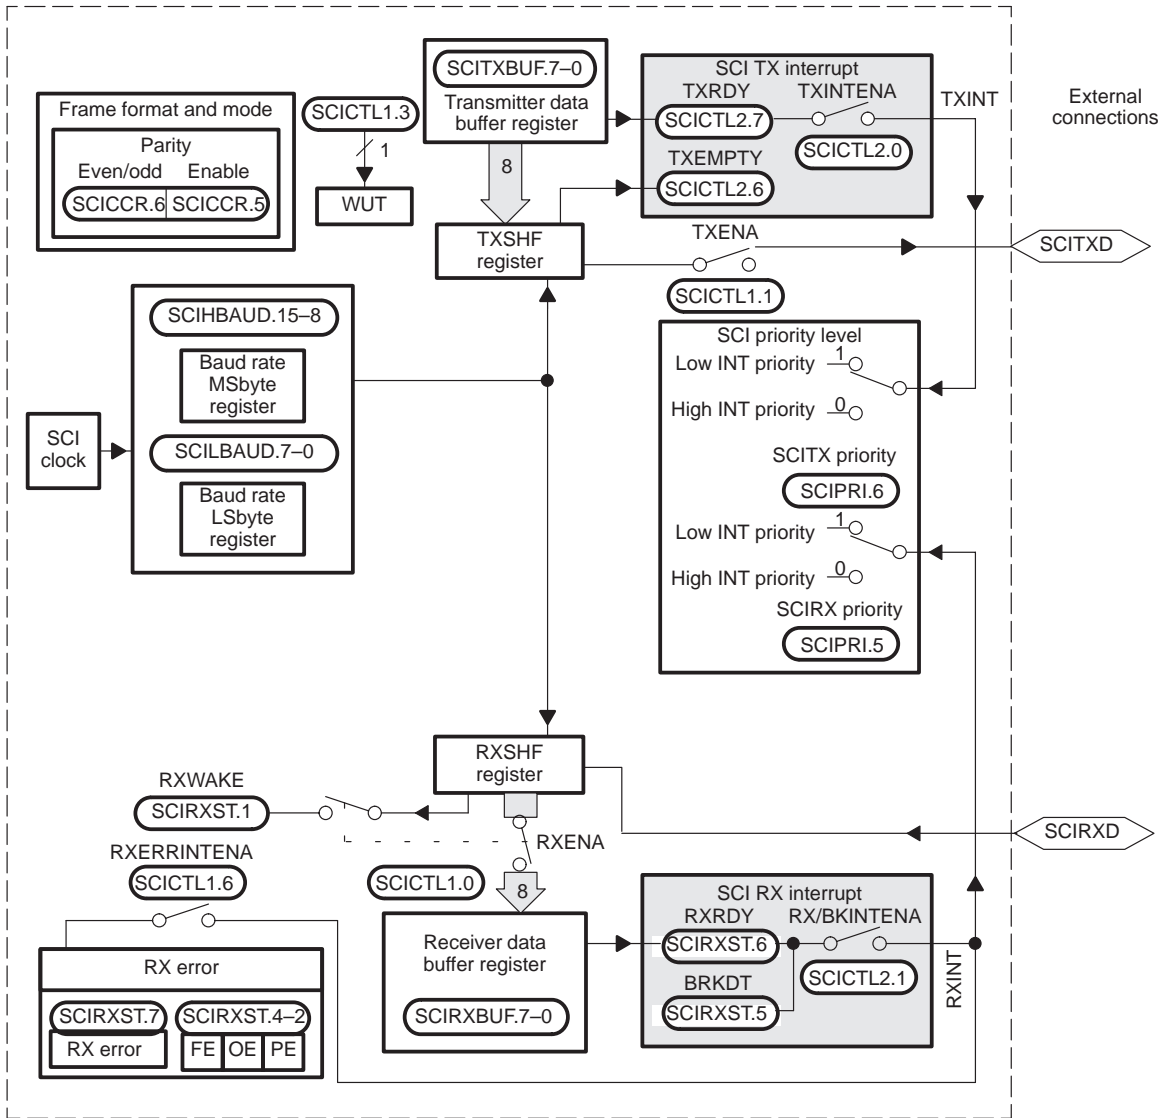 SCITXBUF.7–0
Transmitter data
buffer register
SCI TX interrupt
TXRDY
TXINTENA
SCICTL2.7
SCICTL2.0
TXEMPTY
SCICTL2.6
TXINT
External
connections
Frame format and mode
Parity
Even/odd
Enable
SCICCR.6
SCICCR.5
SCICTL1.3
1
WUT
8
TXSHF
register
TXENA
SCICTL1.1
SCITXD
SCIHBAUD.15–8
Baud rate
MSbyte
register
SCILBAUD.7–0
Baud rate
LSbyte
register
SCI
clock
SCI priority level
Low INT priority
1
High INT priority
0
SCITX priority
SCIPRI.6
Low INT priority
1
High INT priority
0
SCIRX priority
SCIPRI.5
RXSHF
register
RXWAKE
SCIRXST.1
RXENA
SCICTL1.0
8
SCIRXD
RXERRINTENA
SCICTL1.6
RX error
SCIRXST.7
SCIRXST.4–2
RX error
FE
OE
PE
Receiver data
buffer register
SCIRXBUF.7–0
SCI RX interrupt
RXRDY
RX/BKINTENA
SCIRXST.6
SCICTL2.1
BRKDT
SCIRXST.5
RXINT